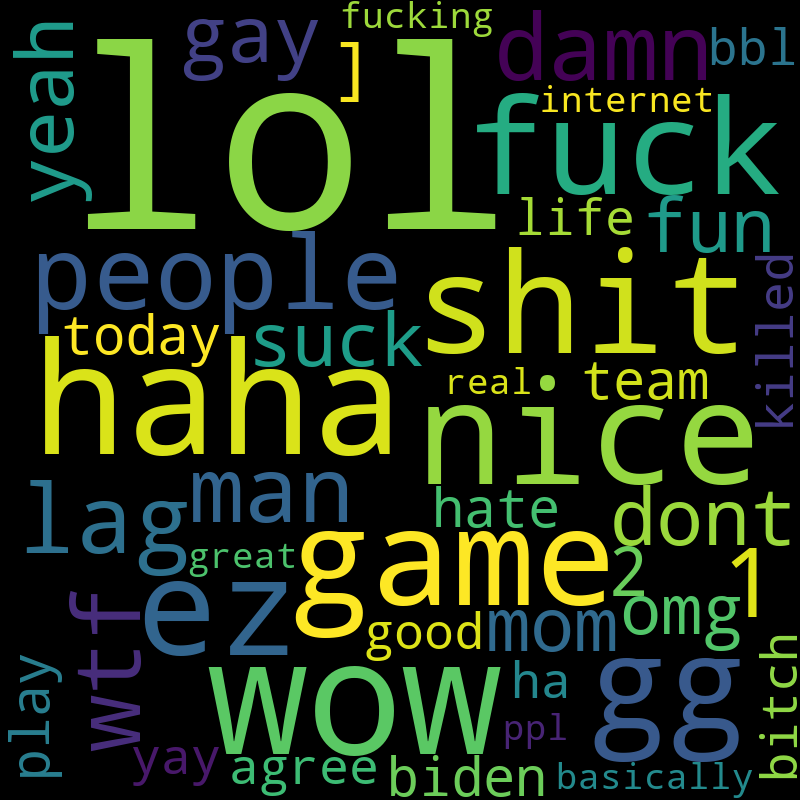 fucking
gay
]
damn
bbl
yeah
lol
internet
fuck
life
fun
people
shit
killed
today
suck
haha
real
team
nice
man
lag
hate
dont
great
game
2
1
ez
wtf
good
mom
omg
wow
gg
ha
play
bitch
ppl
yay
agree
biden
basically